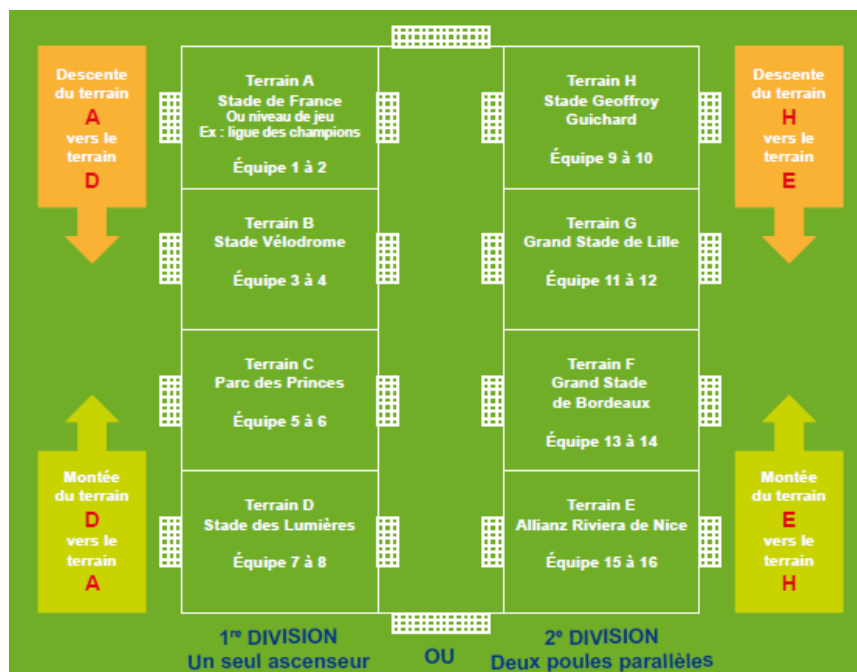 Descente
du terrain
A
vers le
terrain
D
Terrain A
Stade de France
Ou niveau de jeu
Ex : ligue des champions
Équipe 1 à 2
Terrain H
Stade Geoffroy
Guichard
Équipe 9 à 10
Descente
du terrain
H
vers le
terrain
E
Terrain B
Stade Vélodrome
Équipe 3 à 4
Terrain G
Grand Stade de Lille
Équipe 11 à 12
Terrain C
Parc des Princes
Équipe 5 à 6
Terrain F
Grand Stade
de Bordeaux
Équipe 13 à 14
Montée
du terrain
D
vers le
terrain
A
Terrain D
Stade des Lumières
Équipe 7 à 8
Terrain E
Allianz Riviera de Nice
Équipe 15 à 16
Montée
du terrain
E
vers le
terrain
H
1re DIVISION
Un seul ascenseur
OU
2e DIVISION
Deux poules parallèles